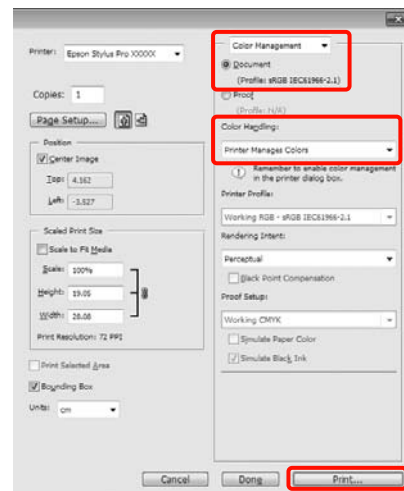 Printer: Epson Stylus Pro XXXXX
Copies: 1
Page Setup...
Position
Center Image
Top: 4.162
Left: -3.827
Scaled Print Size
Scale to Fit Media
Scale: 100%
Height: 19.05
Width: 28.08
Print Resolution: 72 PPI
Print Selected Area
Bounding Box
Units: cm
Color Management
Document
(Profile: sRGB IEC61966-2.1)
Proof
(Profile: N/A)
Color Handling:
Printer Manages Colors
Remember to enable color management
in the printer dialog box.
Printer Profile:
Working RGB - sRGB IEC61966-2.1
Rendering Intent:
Perceptual
Black Point Compensation
Proof Setup:
Working CMYK
Simulate Paper Color
Simulate Black Ink
Cancel
Done
Print...